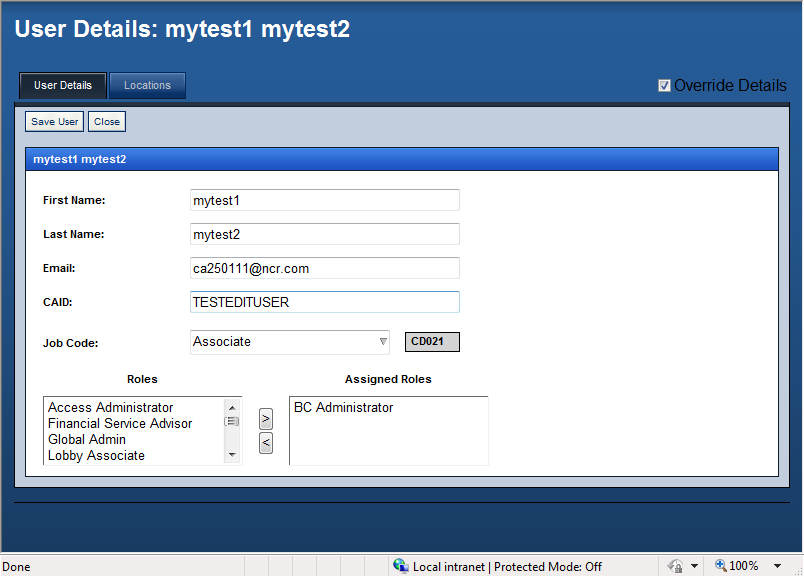 User Details: mytest1 mytest2
User Details
Locations
Override Details
Save User
Close
mytest1 mytest2
First Name:
mytest1
Last Name:
mytest2
Email:
ca250111@ncr.com
CAID:
TESTEDITUSER
Job Code:
Associate
CD021
Roles
Assigned Roles
Access Administrator
Financial Service Advisor
Global Admin
Lobby Associate
>
<
BC Administrator
Done
Local intranet | Protected Mode: Off
100%